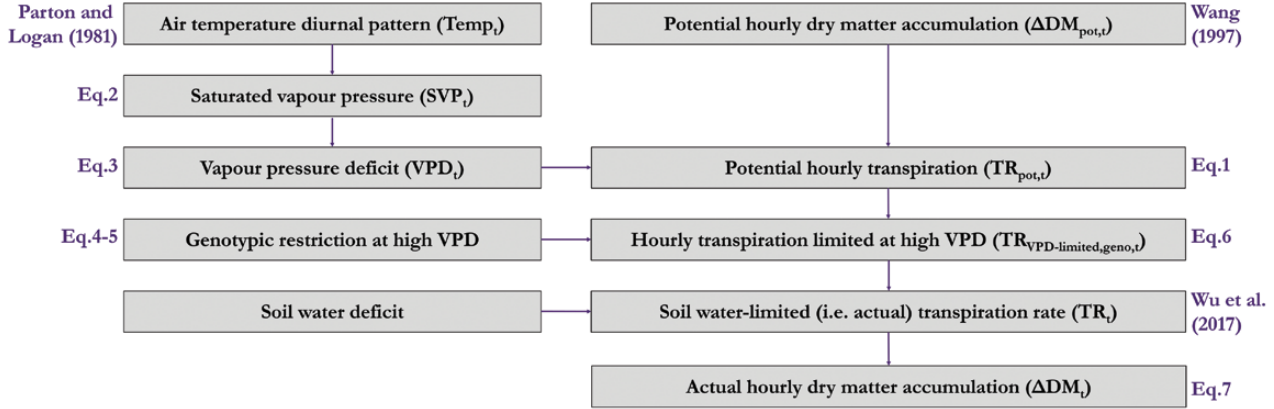 Parton and
Logan (1981)
Air temperature diurnal pattern (Tempₜ)
Potential hourly dry matter accumulation (ΔDMpot,t)
Wang
(1997)
Eq.2
Saturated vapour pressure (SVPₜ)
Eq.3
Vapour pressure deficit (VPDₜ)
Potential hourly transpiration (TRpot,t)
Eq.1
Eq.4-5
Genotypic restriction at high VPD
Hourly transpiration limited at high VPD (TRVPD-limited,geno,t)
Eq.6
Soil water deficit
Soil water-limited (i.e. actual) transpiration rate (TRₜ)
Wu et al.
(2017)
Actual hourly dry matter accumulation (ΔDMₜ)
Eq.7